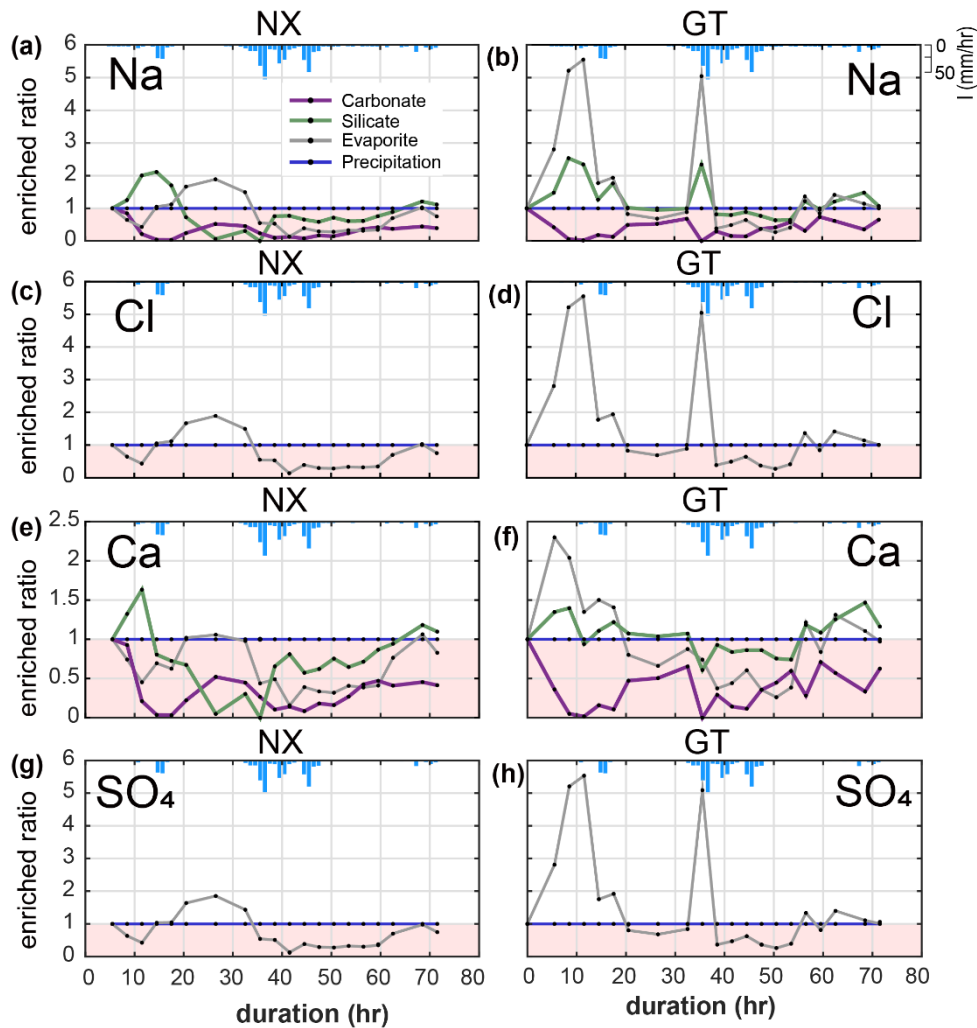 NX
GT
(a)
6
5
4
3
2
1
0
enriched ratio
Na
Carbonate
Silicate
Evaporite
Precipitation
(b)
Na
0
50
I (mm/hr)
NX
GT
(c)
6
5
4
3
2
1
0
enriched ratio
Cl
(d)
Cl
NX
GT
(e)
2.5
2
1.5
1
0.5
0
enriched ratio
Ca
(f)
Ca
NX
GT
(g)
6
5
4
3
2
1
0
enriched ratio
SO₄
(h)
SO₄
0 10 20 30 40 50 60 70 80
0 10 20 30 40 50 60 70 80
duration (hr)
duration (hr)